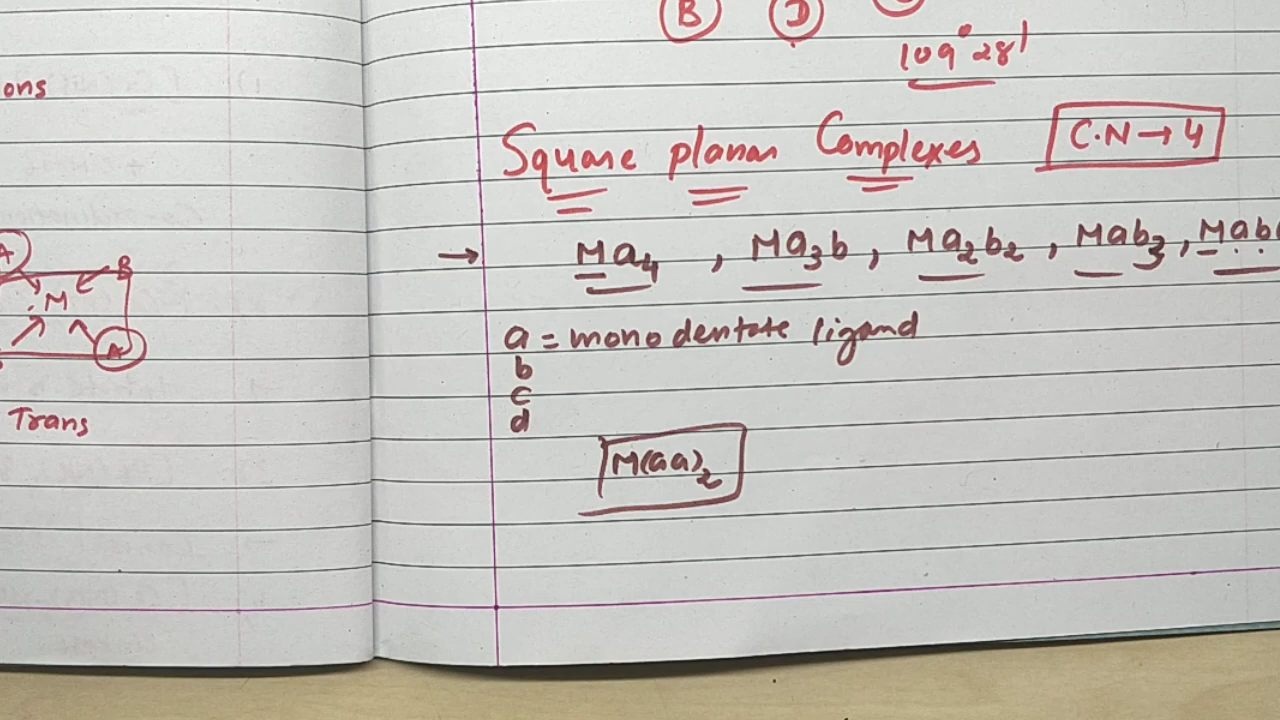 ons
A
B
M
A
Trans
B D
109°28'
Square planar Complexes C.N→4
→ Ma₄ , Ma₃b , Ma₂b₂ , Mab₃ , Mab
a = monodentate ligand
b
c
d
M(aa)₂